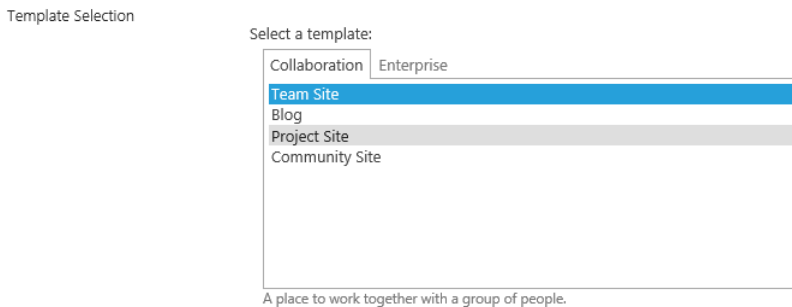 Template Selection
Select a template:
Collaboration Enterprise
Team Site
Blog
Project Site
Community Site
A place to work together with a group of people.